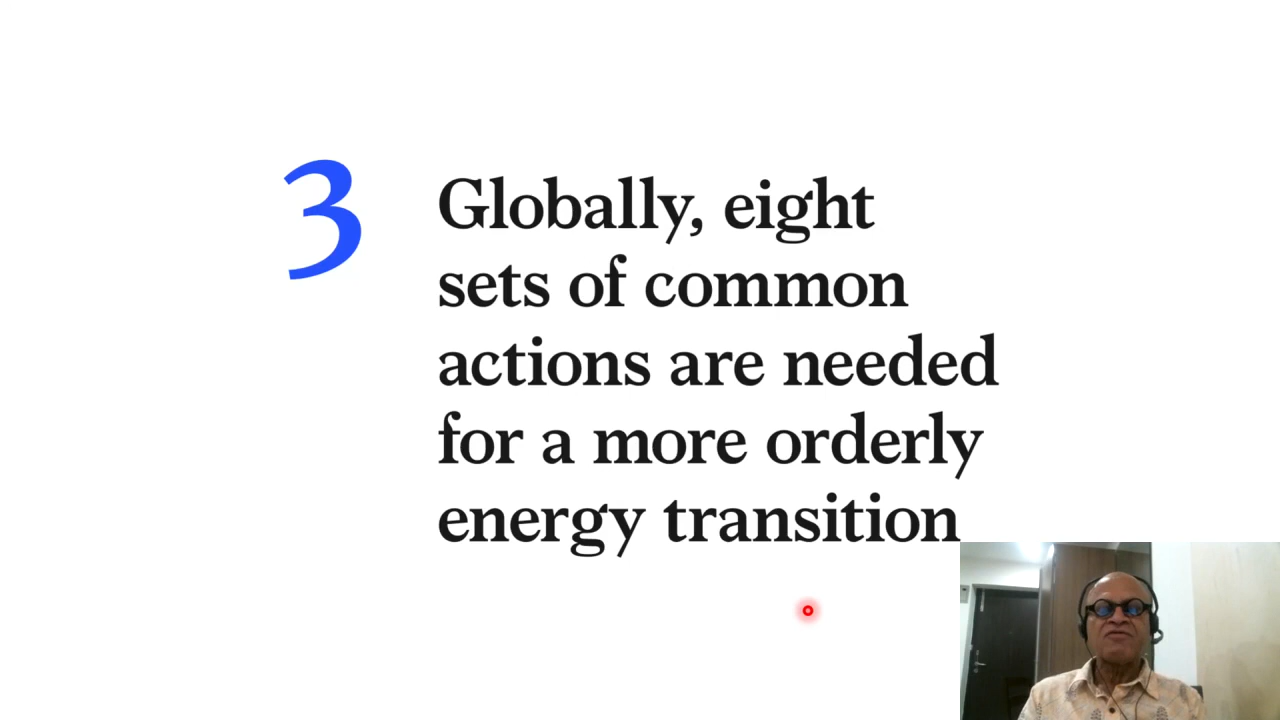 3
Globally, eight
sets of common
actions are needed
for a more orderly
energy transition